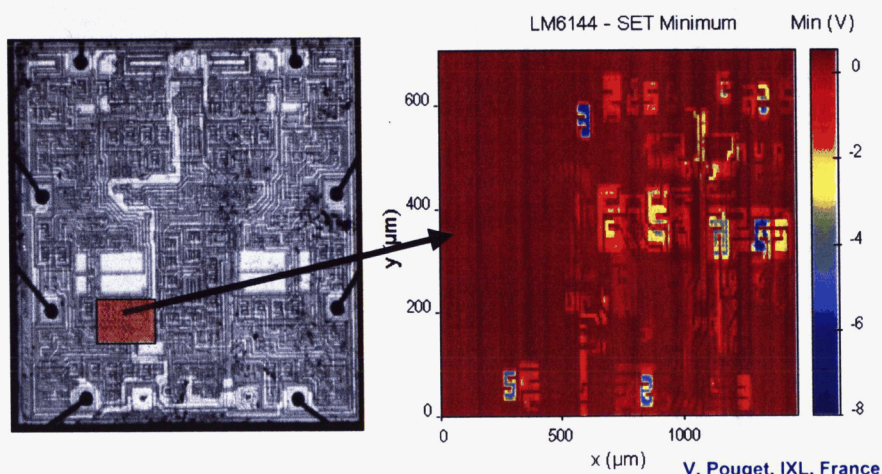 LM6144 - SET Minimum
Min (V)
0
-2
-4
-6
-8
600
400
200
0
y (µm)
0
500
1000
x (µm)
V. Pouget, IXL, France